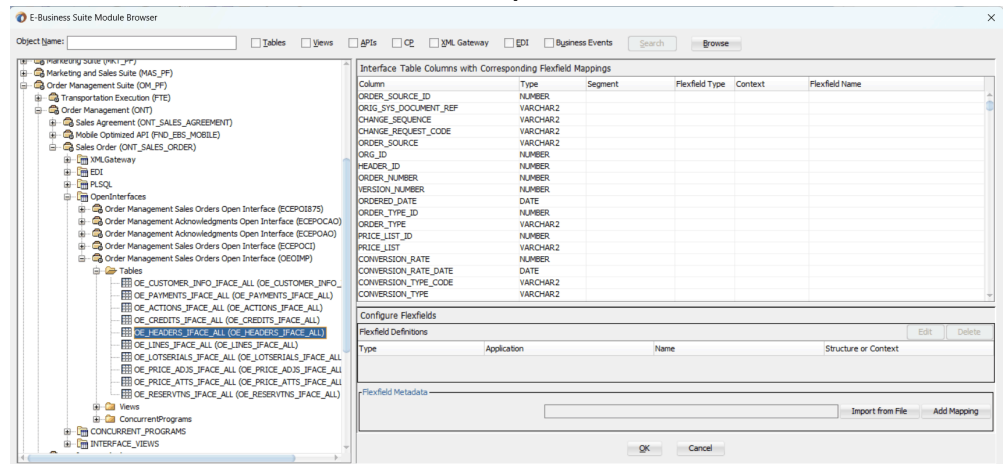 E-Business Suite Module Browser
Object Name:
Tables
Views
APIs
CP
XML Gateway
EDI
Business Events
Search
Browse
Marketing Suite (MKT_PF)
Marketing and Sales Suite (MAS_PF)
Order Management Suite (OM_PF)
Transportation Execution (FTE)
Order Management (ONT)
Sales Agreement (ONT_SALES_AGREEMENT)
Mobile Optimized API (FND_EBS_MOBILE)
Sales Order (ONT_SALES_ORDER)
XMLGateway
EDI
PLSQL
OpenInterfaces
Order Management Sales Orders Open Interface (ECEPOI875)
Order Management Acknowledgments Open Interface (ECEPOCAO)
Order Management Acknowledgments Open Interface (ECEPOAO)
Order Management Sales Orders Open Interface (ECEPOCI)
Order Management Sales Orders Open Interface (OEOIMP)
Tables
OE_CUSTOMER_INFO_IFACE_ALL (OE_CUSTOMER_INFO_
OE_PAYMENTS_IFACE_ALL (OE_PAYMENTS_IFACE_ALL)
OE_ACTIONS_IFACE_ALL (OE_ACTIONS_IFACE_ALL)
OE_CREDITS_IFACE_ALL (OE_CREDITS_IFACE_ALL)
OE_HEADERS_IFACE_ALL (OE_HEADERS_IFACE_ALL)
OE_LINES_IFACE_ALL (OE_LINES_IFACE_ALL)
OE_LOTSERIALS_IFACE_ALL (OE_LOTSERIALS_IFACE_ALL
OE_PRICE_ADJS_IFACE_ALL (OE_PRICE_ADJS_IFACE_ALL
OE_PRICE_ATTS_IFACE_ALL (OE_PRICE_ATTS_IFACE_ALL
OE_RESERVTNS_IFACE_ALL (OE_RESERVTNS_IFACE_ALL)
Views
ConcurrentPrograms
CONCURRENT_PROGRAMS
INTERFACE_VIEWS
Interface Table Columns with Corresponding Flexfield Mappings
Column Type Segment Flexfield Type Context Flexfield Name
ORDER_SOURCE_ID NUMBER
ORIG_SYS_DOCUMENT_REF VARCHAR2
CHANGE_SEQUENCE VARCHAR2
CHANGE_REQUEST_CODE VARCHAR2
ORDER_SOURCE VARCHAR2
ORG_ID NUMBER
HEADER_ID NUMBER
ORDER_NUMBER NUMBER
VERSION_NUMBER NUMBER
ORDERED_DATE DATE
ORDER_TYPE_ID NUMBER
ORDER_TYPE VARCHAR2
PRICE_LIST_ID NUMBER
PRICE_LIST VARCHAR2
CONVERSION_RATE NUMBER
CONVERSION_RATE_DATE DATE
CONVERSION_TYPE_CODE VARCHAR2
CONVERSION_TYPE VARCHAR2
Configure Flexfields
Flexfield Definitions Edit Delete
Type Application Name Structure or Context
Flexfield Metadata
Import from File Add Mapping
OK Cancel